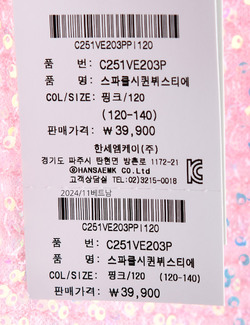 C251VE203PP|120
품 번: C251VE203P
품 명: 스파클시퀸뷔스티에
COL/SIZE: 핑크/120
(120-140)
판매가격: ₩ 39,900
한세엠케이(주)
경기도 파주시 탄현면 방촌로 1172-21
ⓗHANSAEMK CO.Ltd
고객상담실 TEL:02)3215-0018
2024/11베트남
C251VE203PP|120
품 번: C251VE203P
품 명: 스파클시퀸뷔스티에
COL/SIZE: 핑크/120 (120-140)
판매가격: ₩ 39,900